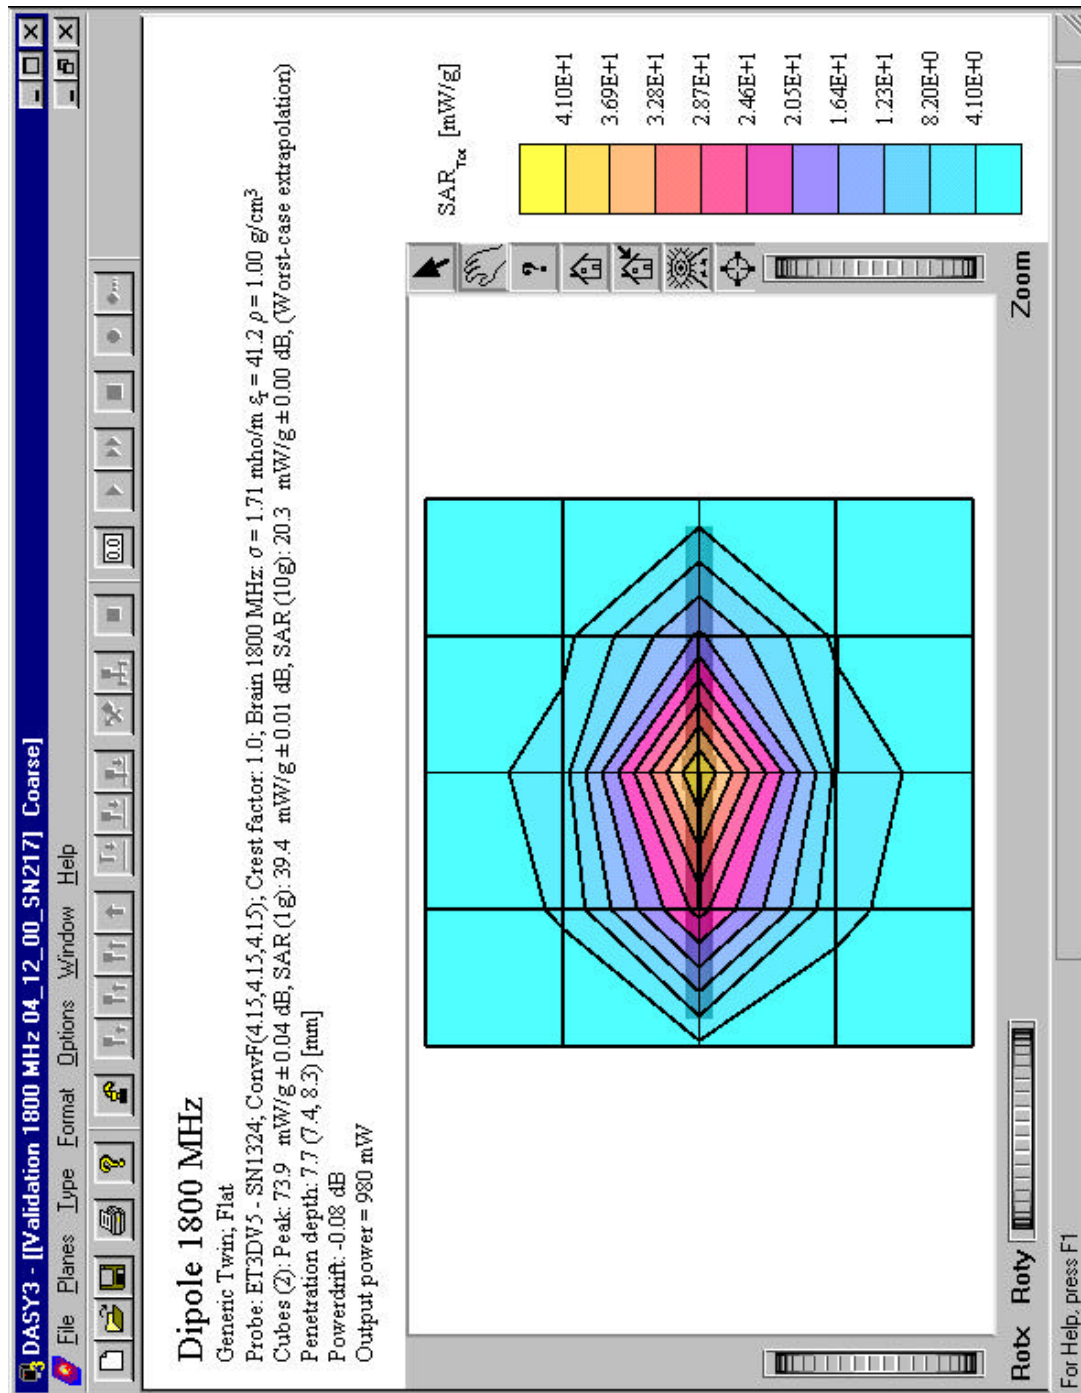 DASY3 - [[Validation 1800 MHz 04_12_00_SN217] Coarse]
File Planes Type Format Options Window Help
0.0
Dipole 1800 MHz
Generic Twin; Flat
Probe: ET3DV5 - SN1324; ConvF(4.15,4.15,4.15); Crest factor: 1.0; Brain 1800 MHz: σ = 1.71 mho/m εr = 41.2 ρ = 1.00 g/cm³
Cubes (2): Peak: 73.9 mW/g ± 0.04 dB, SAR (1g): 39.4 mW/g ± 0.01 dB, SAR (10g): 20.3 mW/g ± 0.00 dB, (Worst-case extrapolation)
Penetration depth: 7.7 (7.4, 8.3) [mm]
Powerdrift: -0.08 dB
Output power = 980 mW
SARTot [mW/g]
4.10E+1
3.69E+1
3.28E+1
2.87E+1
2.46E+1
2.05E+1
1.64E+1
1.23E+1
8.20E+0
4.10E+0
Rotx Roty Zoom
For Help, press F1